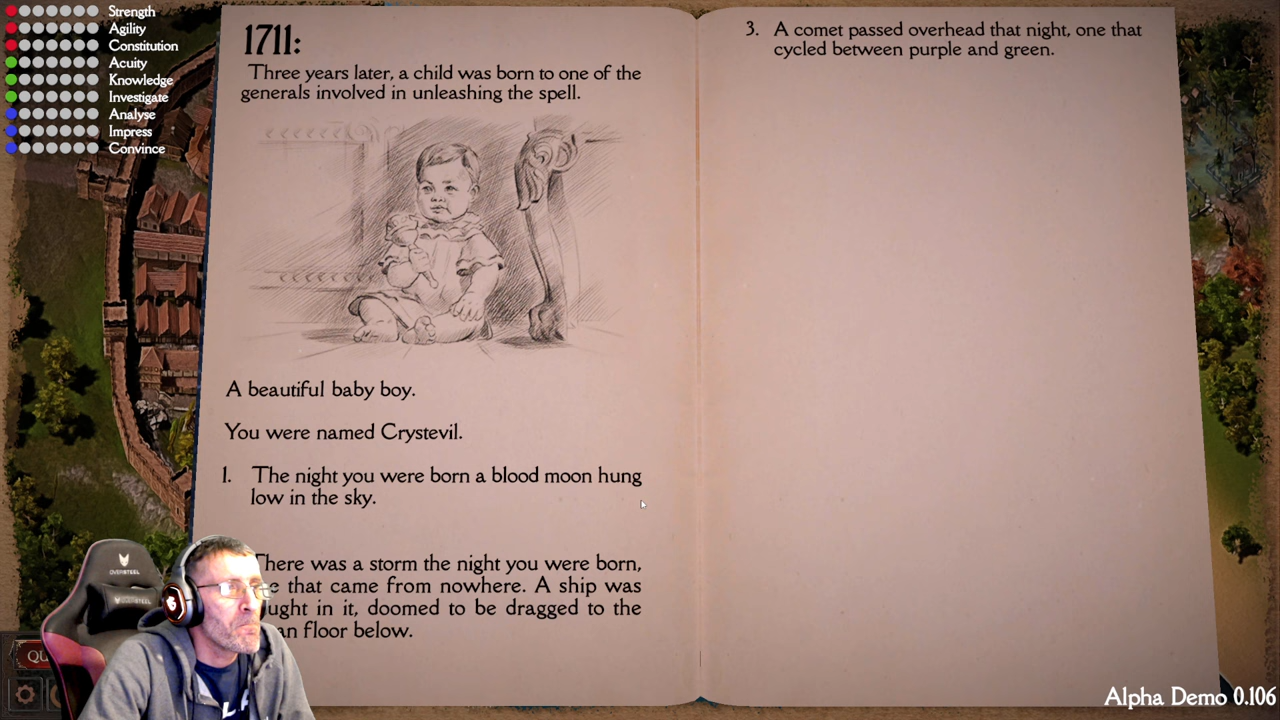 Strength
Agility
Constitution
Acuity
Knowledge
Investigate
Analyse
Impress
Convince
1711:
Three years later, a child was born to one of the
generals involved in unleashing the spell.
A beautiful baby boy.
You were named Crystevil.
1. The night you were born a blood moon hung
low in the sky.
There was a storm the night you were born,
that came from nowhere. A ship was
in it, doomed to be dragged to the
floor below.
3. A comet passed overhead that night, one that
cycled between purple and green.
OVERSTEEL
Alpha Demo 0.106